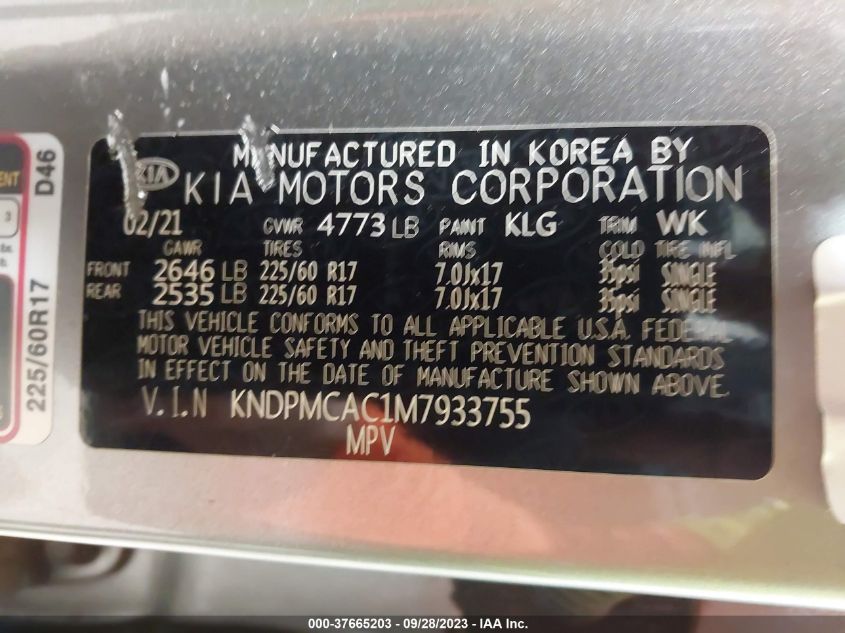 MANUFACTURED IN KOREA BY
KIA KIA MOTORS CORPORATION
02/21 GVWR 4773 LB PAINT KLG TRIM WK
GAWR TIRES RIMS COLD TIRE INFL
FRONT 2646 LB 225/60 R17 7.0Jx17 35psi SINGLE
REAR 2535 LB 225/60 R17 7.0Jx17 35psi SINGLE
THIS VEHICLE CONFORMS TO ALL APPLICABLE U.S.A. FEDERAL
MOTOR VEHICLE SAFETY AND THEFT PREVENTION STANDARDS
IN EFFECT ON THE DATE OF MANUFACTURE SHOWN ABOVE.
V.I.N KNDPMCAC1M7933755
MPV
D46
225/60R17
3
000-37665203 - 09/28/2023 - IAA Inc.